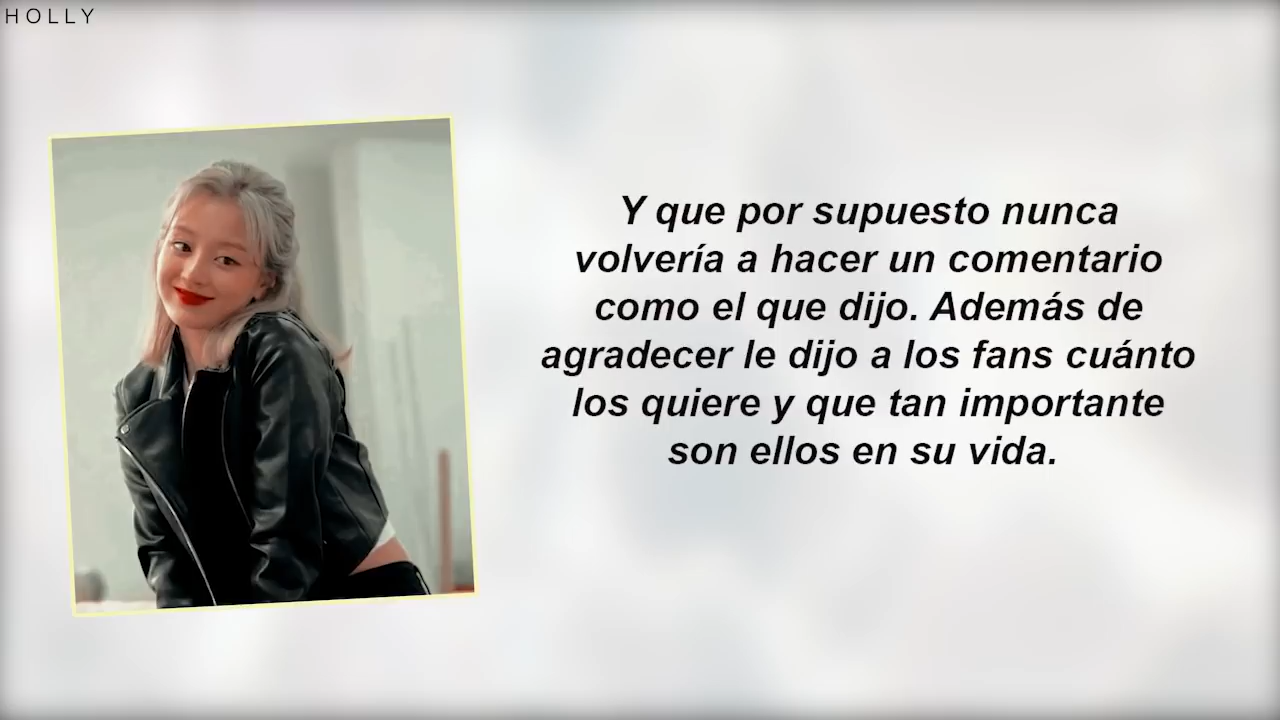 HOLLY
Y que por supuesto nunca
volvería a hacer un comentario
como el que dijo. Además de
agradecer le dijo a los fans cuánto
los quiere y que tan importante
son ellos en su vida.